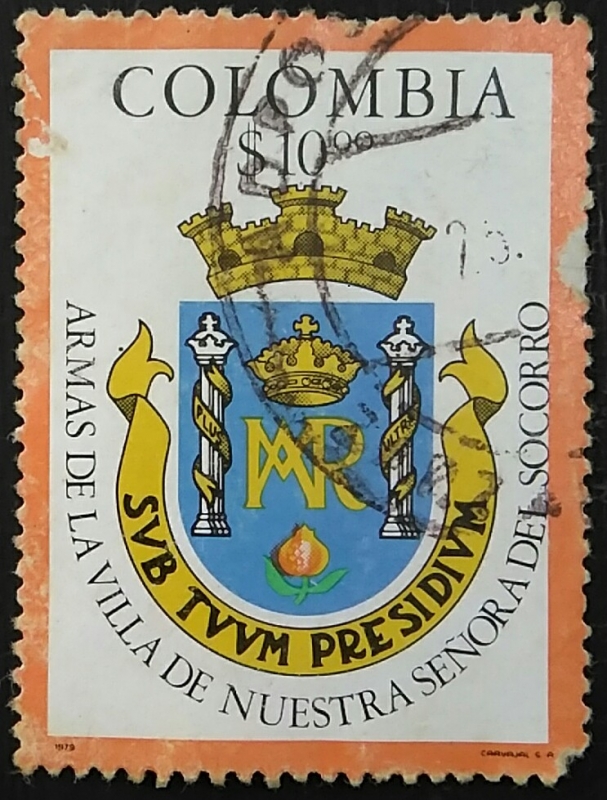 COLOMBIA
$10.00
PLUS
ULTRA
MAR
SVB TVVM PRESIDIVM
ARMAS DE LA VILLA DE NUESTRA SEÑORA DEL SOCORRO
1979
CARVAJAL S A